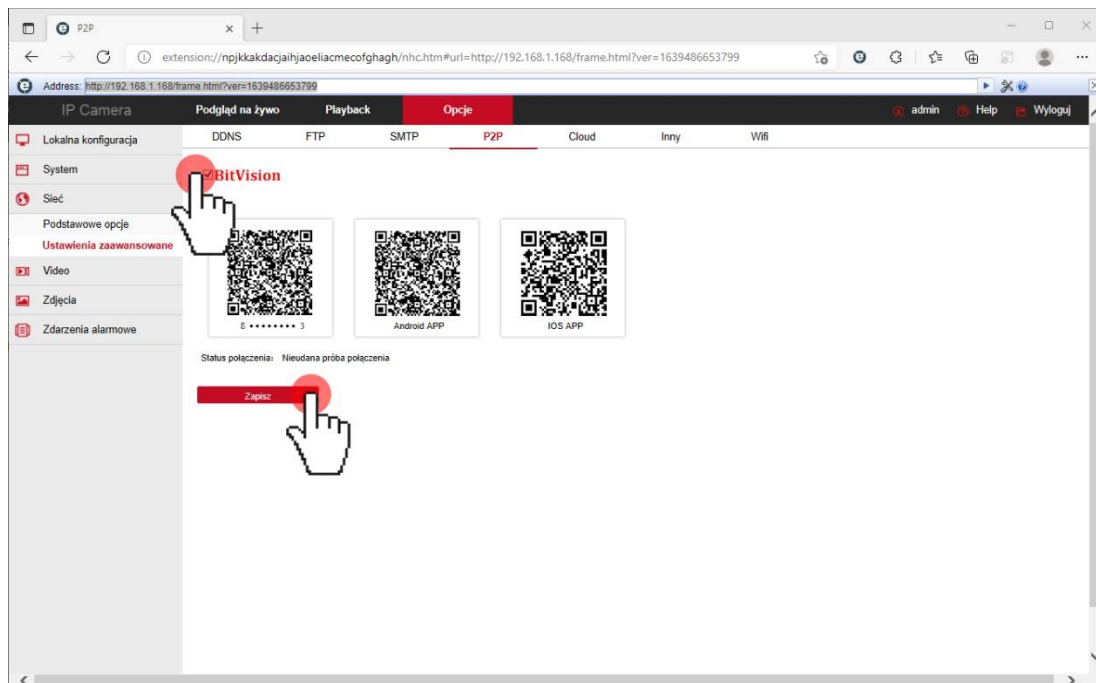 P2P
extension://npjkkakdacjaihjaoeliacmecofghagh/nhc.htm#url=http://192.168.1.168/frame.html?ver=1639486653799
Address: http://192.168.1.168/frame.html?ver=1639486653799
IP Camera Podgląd na żywo Playback Opcje admin Help Wyloguj
Lokalna konfiguracja DDNS FTP SMTP P2P Cloud Inny Wifi
System
BitVision
Sieć
Podstawowe opcje
Ustawienia zaawansowane
Video
Zdjęcia
Zdarzenia alarmowe
8 •••••••• 3 Android APP IOS APP
Status połączenia: Nieudana próba połączenia
Zapisz